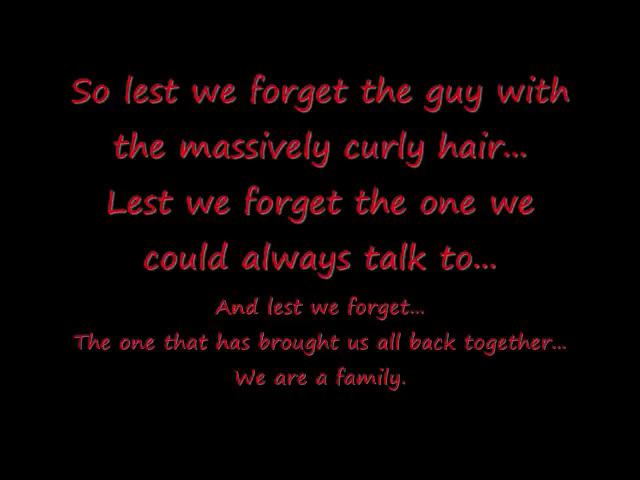 So lest we forget the guy with
the massively curly hair...
Lest we forget the one we
could always talk to...
And lest we forget...
The one that has brought us all back together...
We are a family.